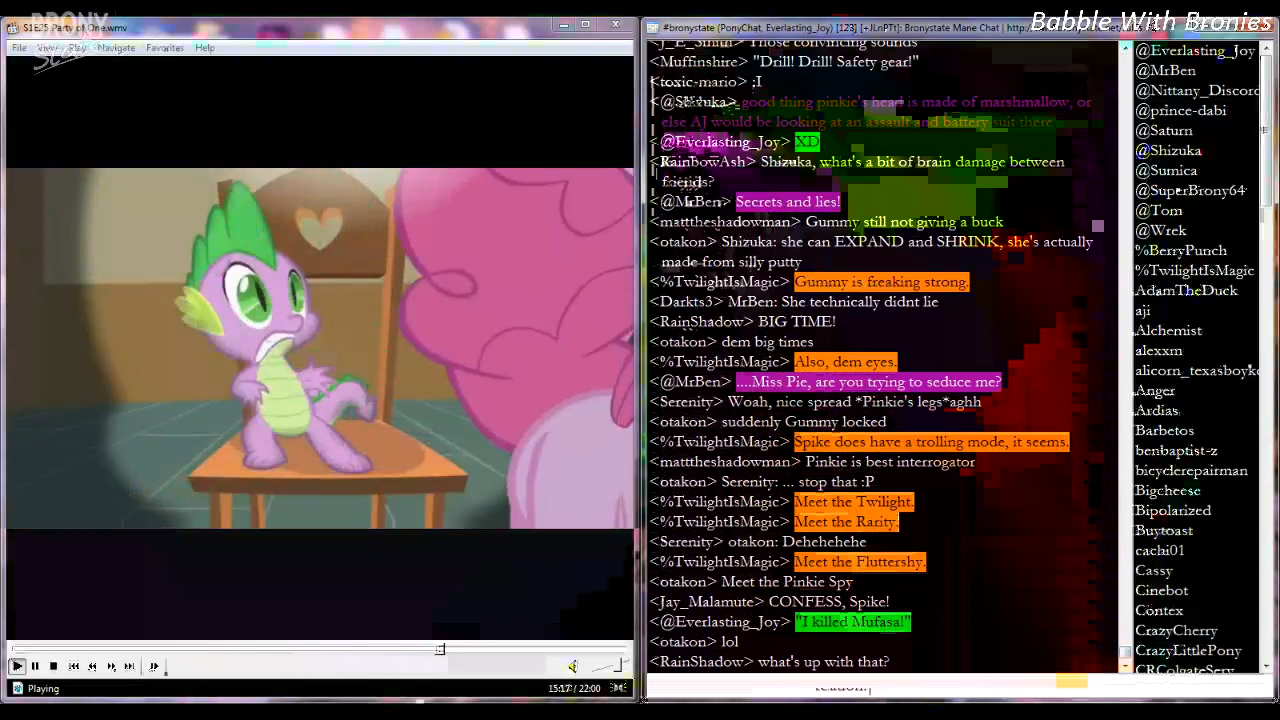 Babble With Bronies
BRONY
State
S1E25 Party of One.wmv
File View Play Navigate Favorites Help
Playing
15:17 / 22:00
#bronystate (PonyChat, Everlasting_Joy) [123] [+JLnPTt] Bronystate Mane Chat | http://
<J_E_Smith> Those convincing sounds
<Muffinshire> "Drill! Drill! Safety gear!"
<toxic-mario> ;I
<@Shizuka> good thing pinkie's head is made of marshmallow, or
else AJ would be looking at an assault and battery suit there
<@Everlasting_Joy> XD
<RainbowAsh> Shizuka, what's a bit of brain damage between
friends?
<@MrBen> Secrets and lies!
<matttheshadowman> Gummy still not giving a buck
<otakon> Shizuka: she can EXPAND and SHRINK, she's actually
made from silly putty
<%TwilightIsMagic> Gummy is freaking strong.
<Darkts3> MrBen: She technically didnt lie
<RainShadow> BIG TIME!
<otakon> dem big times
<%TwilightIsMagic> Also, dem eyes.
<@MrBen> ....Miss Pie, are you trying to seduce me?
<Serenity> Woah, nice spread *Pinkie's legs*aghh
<otakon> suddenly Gummy locked
<%TwilightIsMagic> Spike does have a trolling mode, it seems.
<matttheshadowman> Pinkie is best interrogator
<otakon> Serenity: ... stop that :P
<%TwilightIsMagic> Meet the Twilight.
<%TwilightIsMagic> Meet the Rarity.
<Serenity> otakon: Dehehehehe
<%TwilightIsMagic> Meet the Fluttershy.
<otakon> Meet the Pinkie Spy
<Jay_Malamute> CONFESS, Spike!
<@Everlasting_Joy> "I killed Mufasa!"
<otakon> lol
<RainShadow> what's up with that?
@Everlasting_Joy
@MrBen
@Nittany_Discord
@prince-dabi
@Saturn
@Shizuka
@Sumica
@SuperBrony64
@Tom
@Wrek
%BerryPunch
%TwilightIsMagic
AdamTheDuck
aji
Alchemist
alexxm
alicorn_texasboykc
Anger
Ardias
Barbetos
benbaptist-z
bicyclerepairman
Bigcheese
Bipolarized
Buytoast
cachi01
Cassy
Cinebot
Contex
CrazyCherry
CrazyLittlePony
CRColgateServ